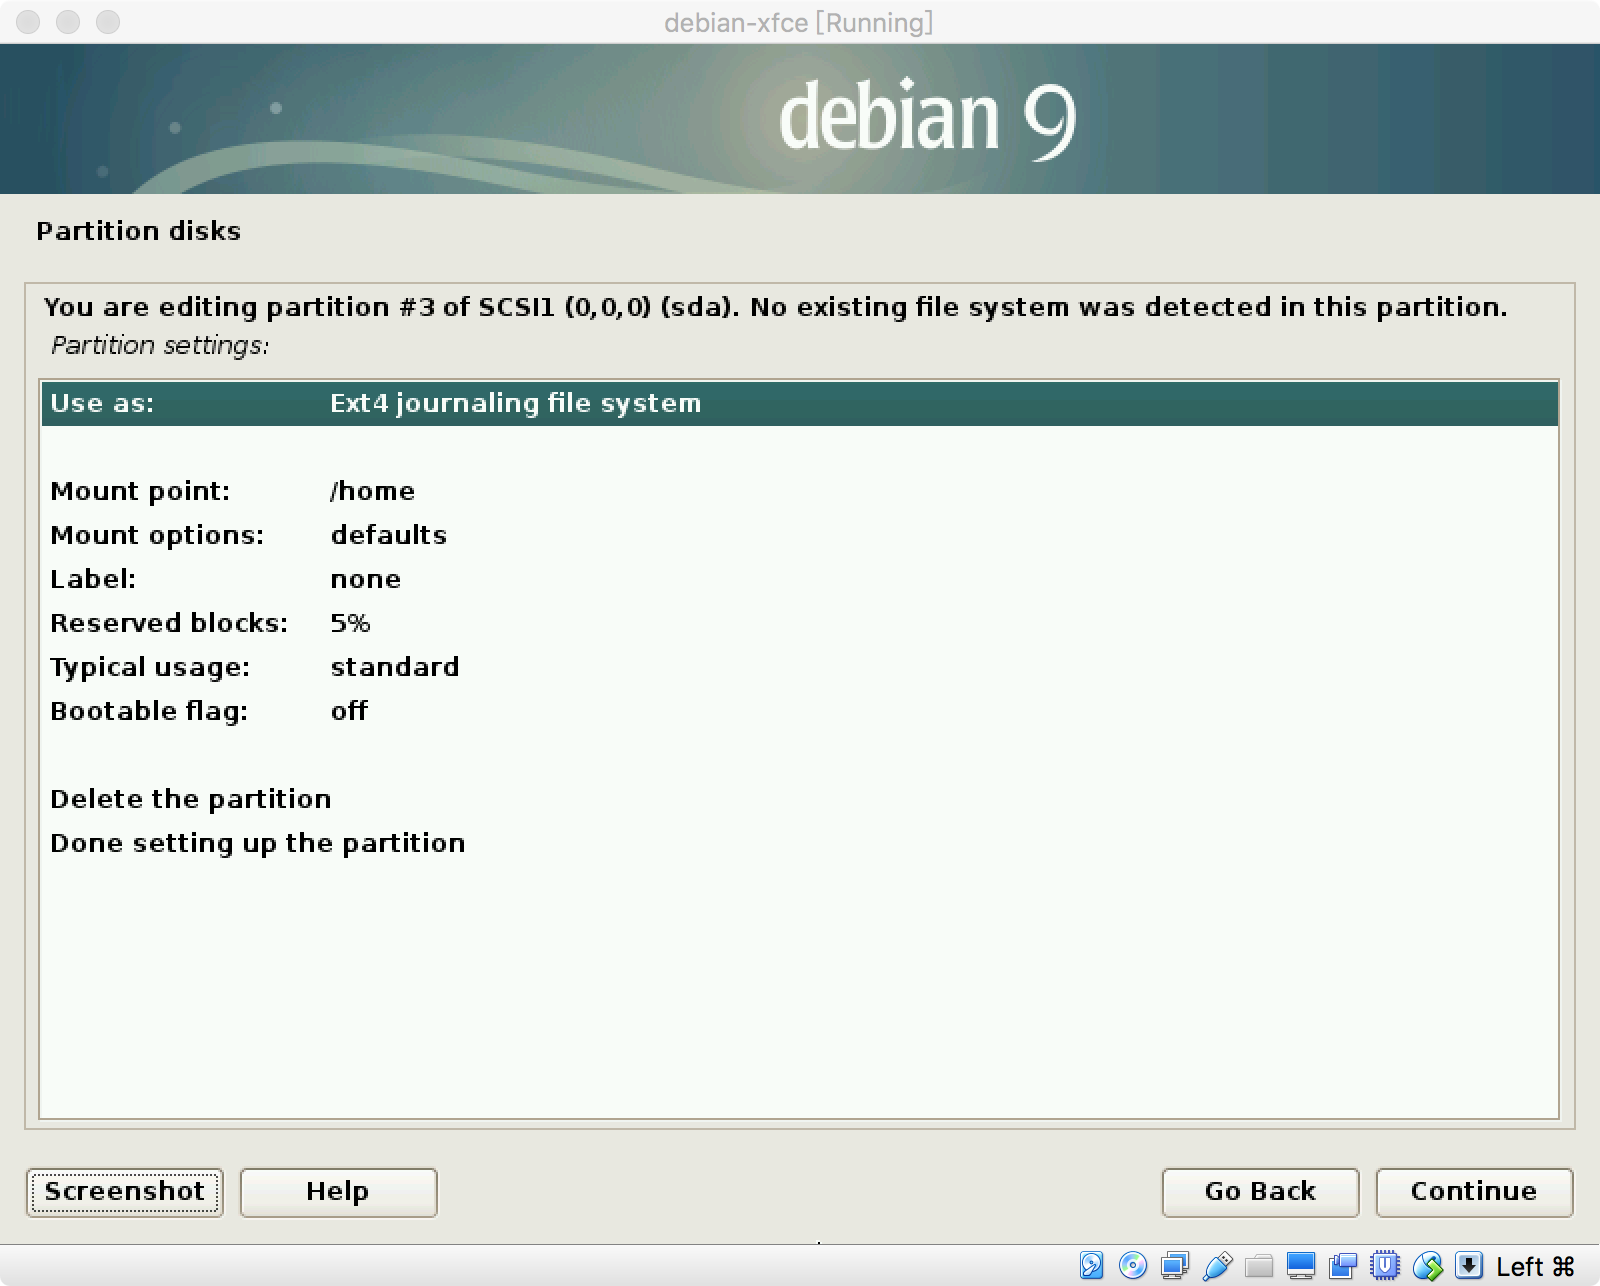 debian-xfce [Running]
debian 9
Partition disks
You are editing partition #3 of SCSI1 (0,0,0) (sda). No existing file system was detected in this partition.
Partition settings:
Use as: Ext4 journaling file system
Mount point: /home
Mount options: defaults
Label: none
Reserved blocks: 5%
Typical usage: standard
Bootable flag: off
Delete the partition
Done setting up the partition
Screenshot Help Go Back Continue
Left ⌘